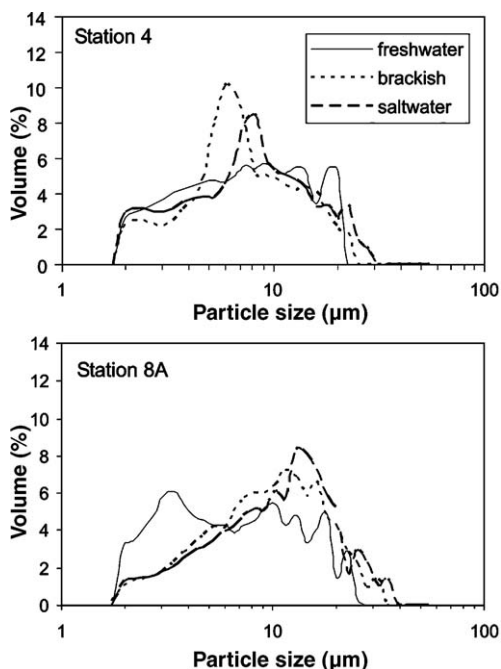 Station 4
freshwater
brackish
saltwater
Volume (%)
14
12
10
8
6
4
2
0
1 10 100
Particle size (µm)
Station 8A
Volume (%)
14
12
10
8
6
4
2
0
1 10 100
Particle size (µm)